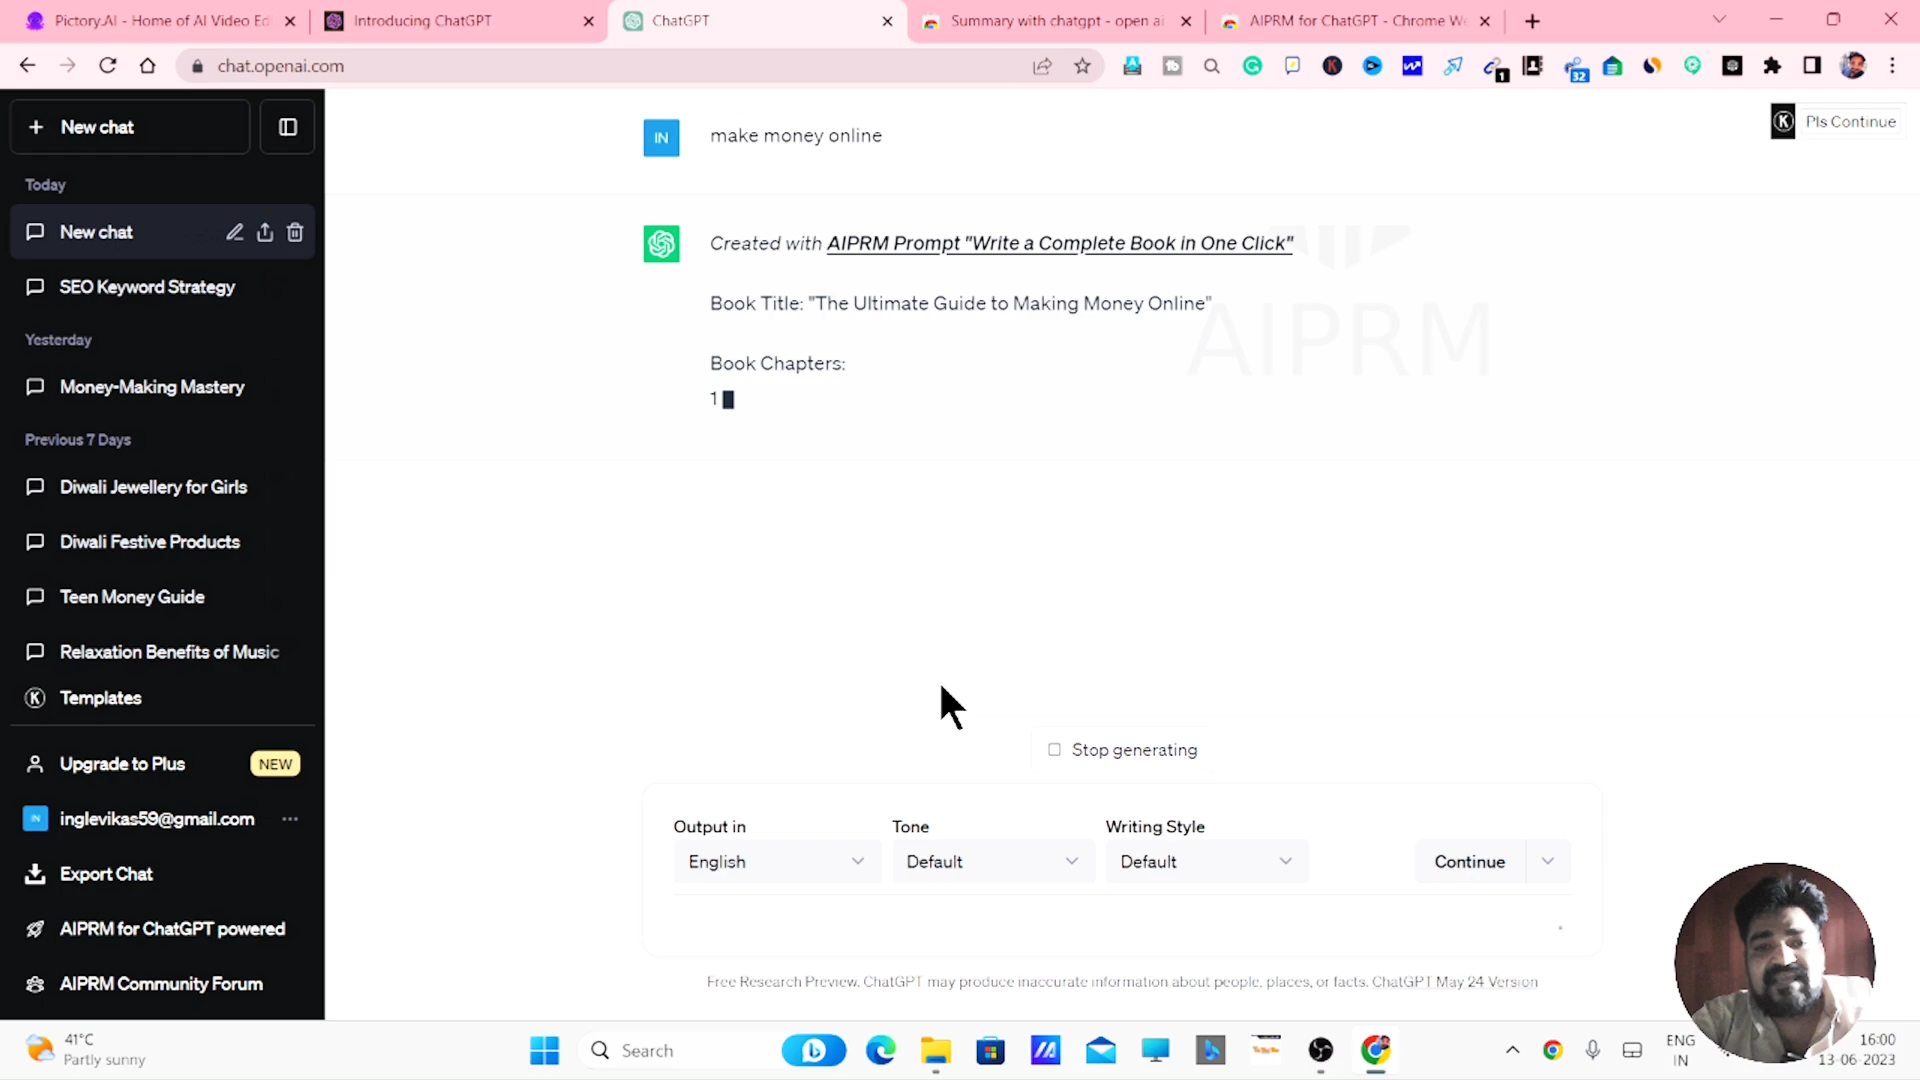 Pictory.AI - Home of AI Video Ed
Introducing ChatGPT
ChatGPT
Summary with chatgpt - open ai
AIPRM for ChatGPT - Chrome We
chat.openai.com
1
32
New chat
Today
New chat
SEO Keyword Strategy
Yesterday
Money-Making Mastery
Previous 7 Days
Diwali Jewellery for Girls
Diwali Festive Products
Teen Money Guide
Relaxation Benefits of Music
Templates
Upgrade to Plus
NEW
IN
inglevikas59@gmail.com
Export Chat
AIPRM for ChatGPT powered
AIPRM Community Forum
IN
make money online
Pls Continue
Created with AIPRM Prompt "Write a Complete Book in One Click"
Book Title: "The Ultimate Guide to Making Money Online"
AIPRM
Book Chapters:
1
Stop generating
Output in
Tone
Writing Style
English
Default
Default
Continue
Free Research Preview. ChatGPT may produce inaccurate information about people, places, or facts. ChatGPT May 24 Version
41°C
Partly sunny
Search
ENG
IN
16:00
13-06-2023